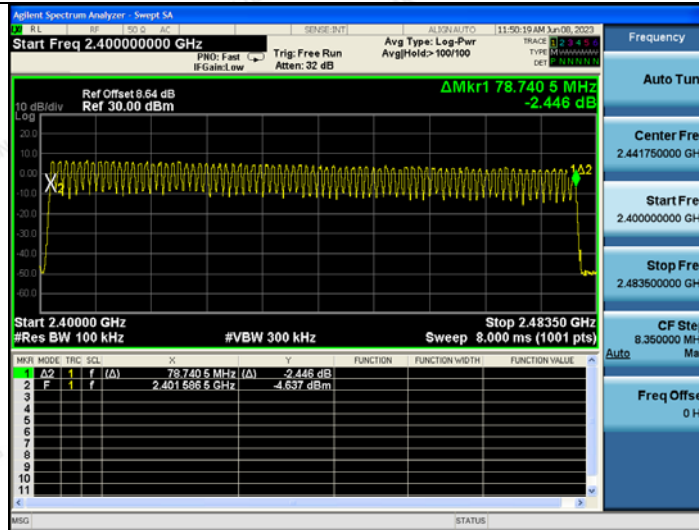 Agilent Spectrum Analyzer - Swept SA
RL RF 50 Ω AC SENSE:INT ALIGNAUTO 11:50:19 AM Jun 08, 2023
Start Freq 2.400000000 GHz
PNO: Fast
IFGain:Low
Trig: Free Run
Atten: 32 dB
Avg Type: Log-Pwr
Avg|Hold:> 100/100
TRACE 1 2 3 4 5 6
TYPE MWWWWW
DET P N N N N N
Frequency
Auto Tun
ΔMkr1 78.740 5 MHz
-2.446 dB
Ref Offset 8.64 dB
10 dB/div Ref 30.00 dBm
Log
20.0
10.0
0.00
-10.0
-20.0
-30.0
-40.0
-50.0
-60.0
2
1Δ2
Center Fre
2.441750000 GH
Start Fre
2.400000000 GH
Stop Fre
2.483500000 GH
CF Ste
8.350000 MH
Auto Ma
Freq Offse
0 H
Start 2.40000 GHz Stop 2.48350 GHz
#Res BW 100 kHz #VBW 300 kHz Sweep 8.000 ms (1001 pts)
MKR MODE TRC SCL X Y FUNCTION FUNCTION WIDTH FUNCTION VALUE
1 Δ2 1 f (Δ) 78.740 5 MHz (Δ) -2.446 dB
2 F 1 f 2.401 586 5 GHz -4.637 dBm
3
4
5
6
7
8
9
10
11
MSG STATUS